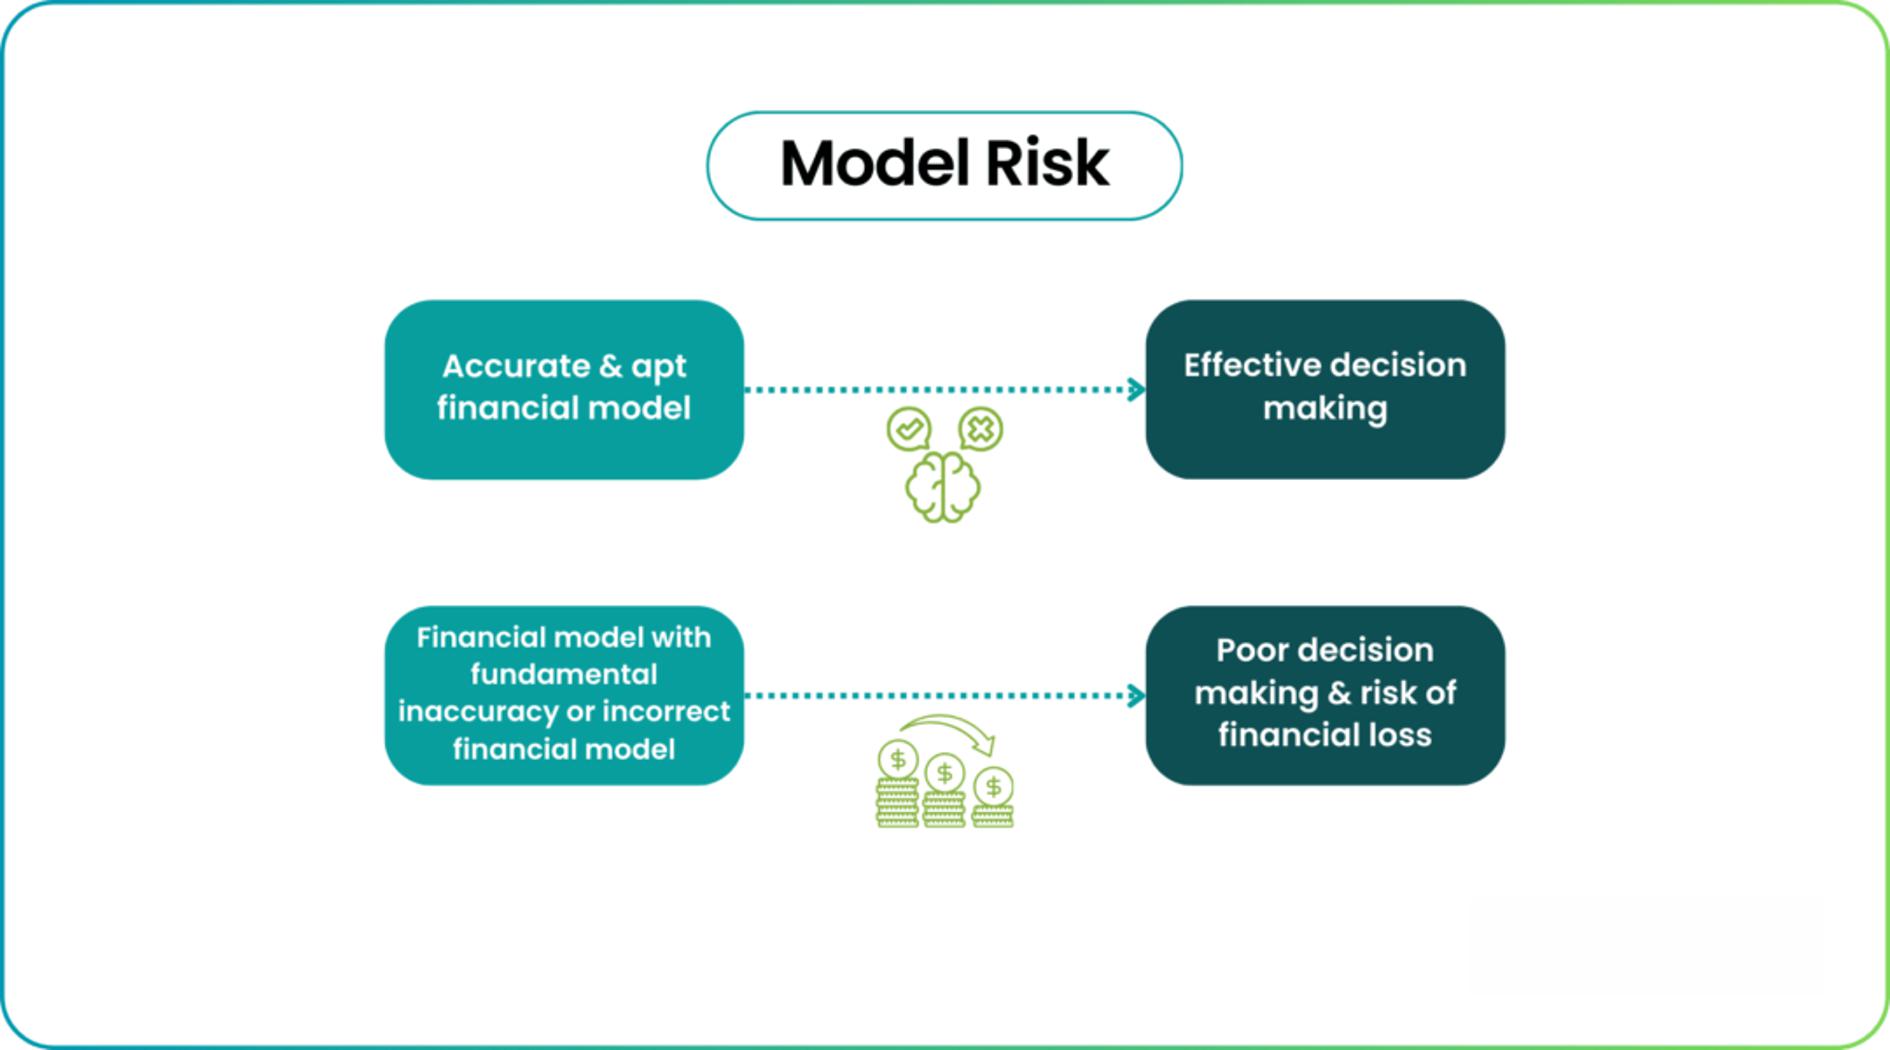 Model Risk
Accurate & apt
financial model
Effective decision
making
Financial model with
fundamental
inaccuracy or incorrect
financial model
Poor decision
making & risk of
financial loss
$ $ $